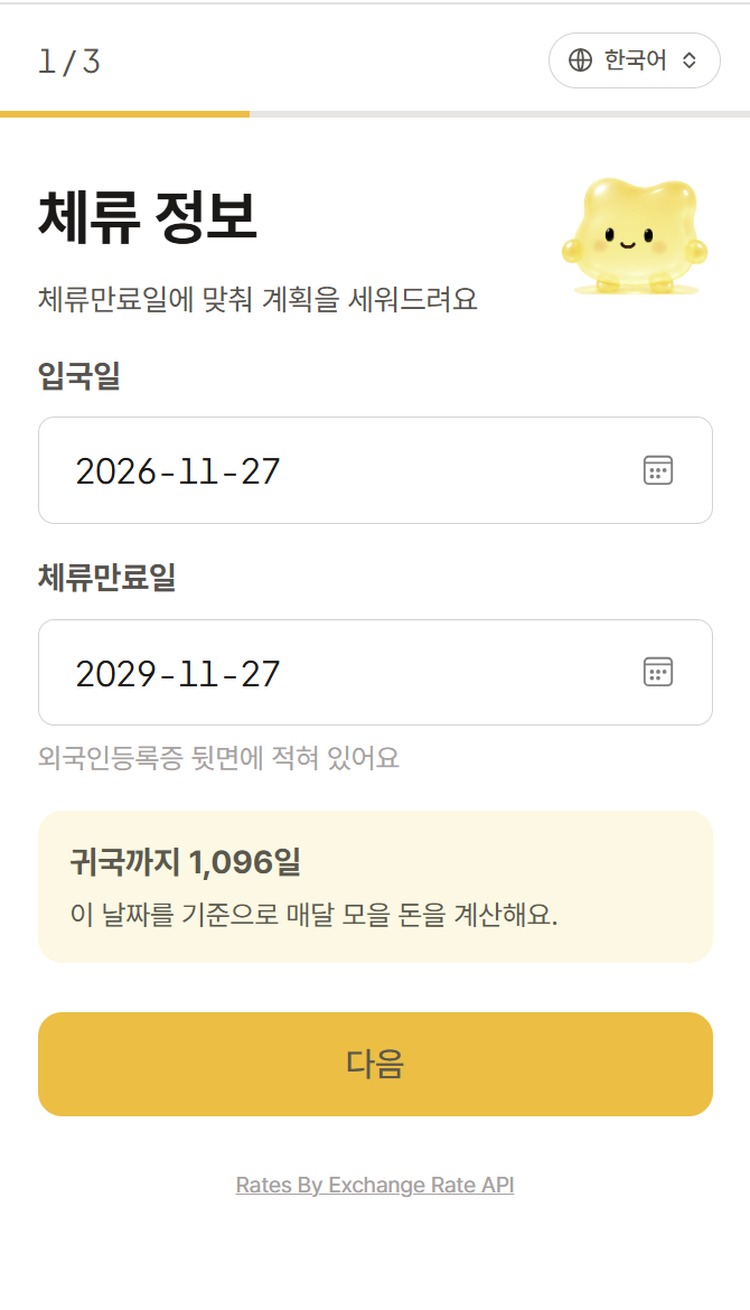 1/3
한국어
체류 정보
체류만료일에 맞춰 계획을 세워드려요
입국일
2026-11-27
체류만료일
2029-11-27
외국인등록증 뒷면에 적혀 있어요
귀국까지 1,096일
이 날짜를 기준으로 매달 모을 돈을 계산해요.
다음
Rates By Exchange Rate API